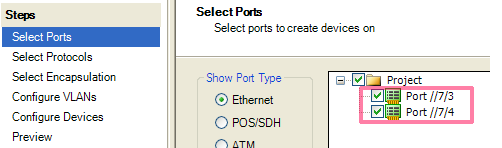 Steps
Select Ports
Select Protocols
Select Encapsulation
Configure VLANs
Configure Devices
Preview
Select Ports
Select ports to create devices on
Show Port Type
Ethernet
POS/SDH
ATM
Project
Port //7/3
Port //7/4